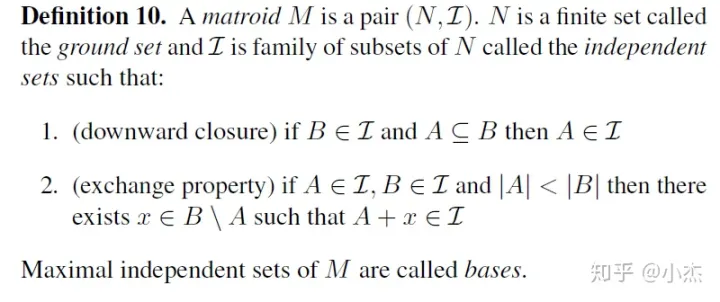 Definition 10. A matroid M is a pair (N, ℐ). N is a finite set called
the ground set and ℐ is family of subsets of N called the independent
sets such that:
1. (downward closure) if B ∈ ℐ and A ⊆ B then A ∈ ℐ
2. (exchange property) if A ∈ ℐ, B ∈ ℐ and |A| < |B| then there
exists x ∈ B \ A such that A + x ∈ ℐ
Maximal independent sets of M are called bases.
知乎 @小杰